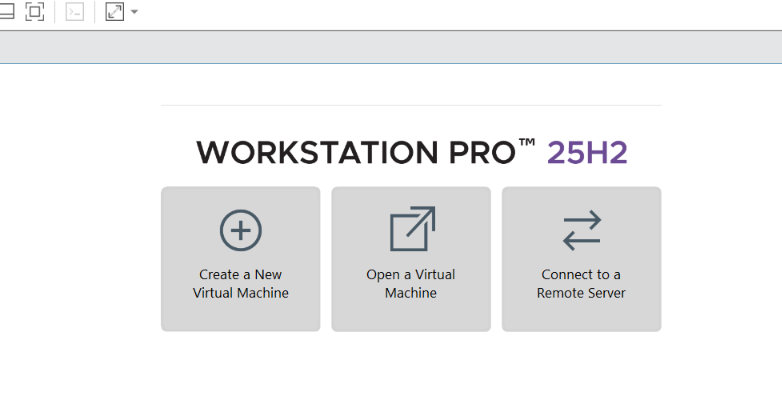 WORKSTATION PRO™ 25H2
Create a New
Virtual Machine
Open a Virtual
Machine
Connect to a
Remote Server